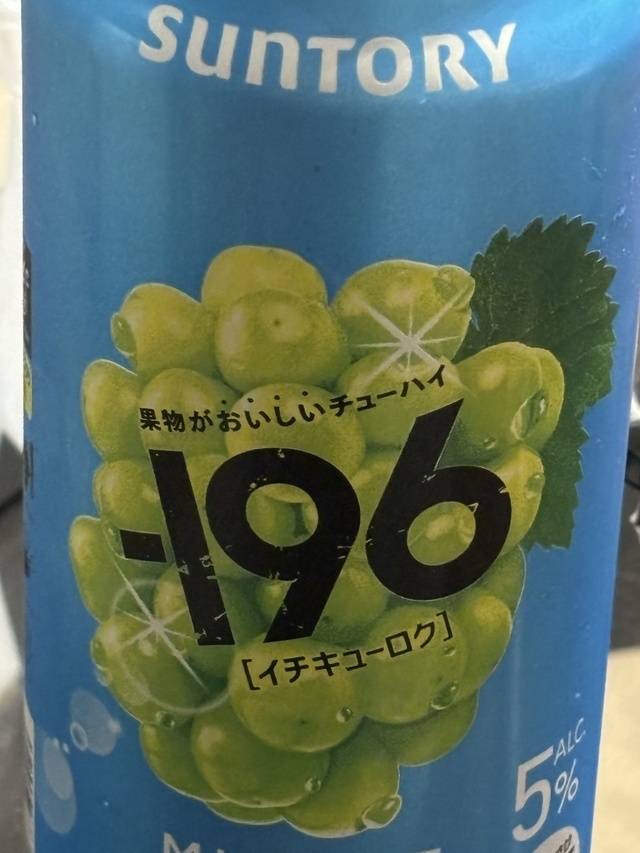 SUNTORY
果物がおいしいチューハイ
-196
[イチキューロク]
ALC.
5%